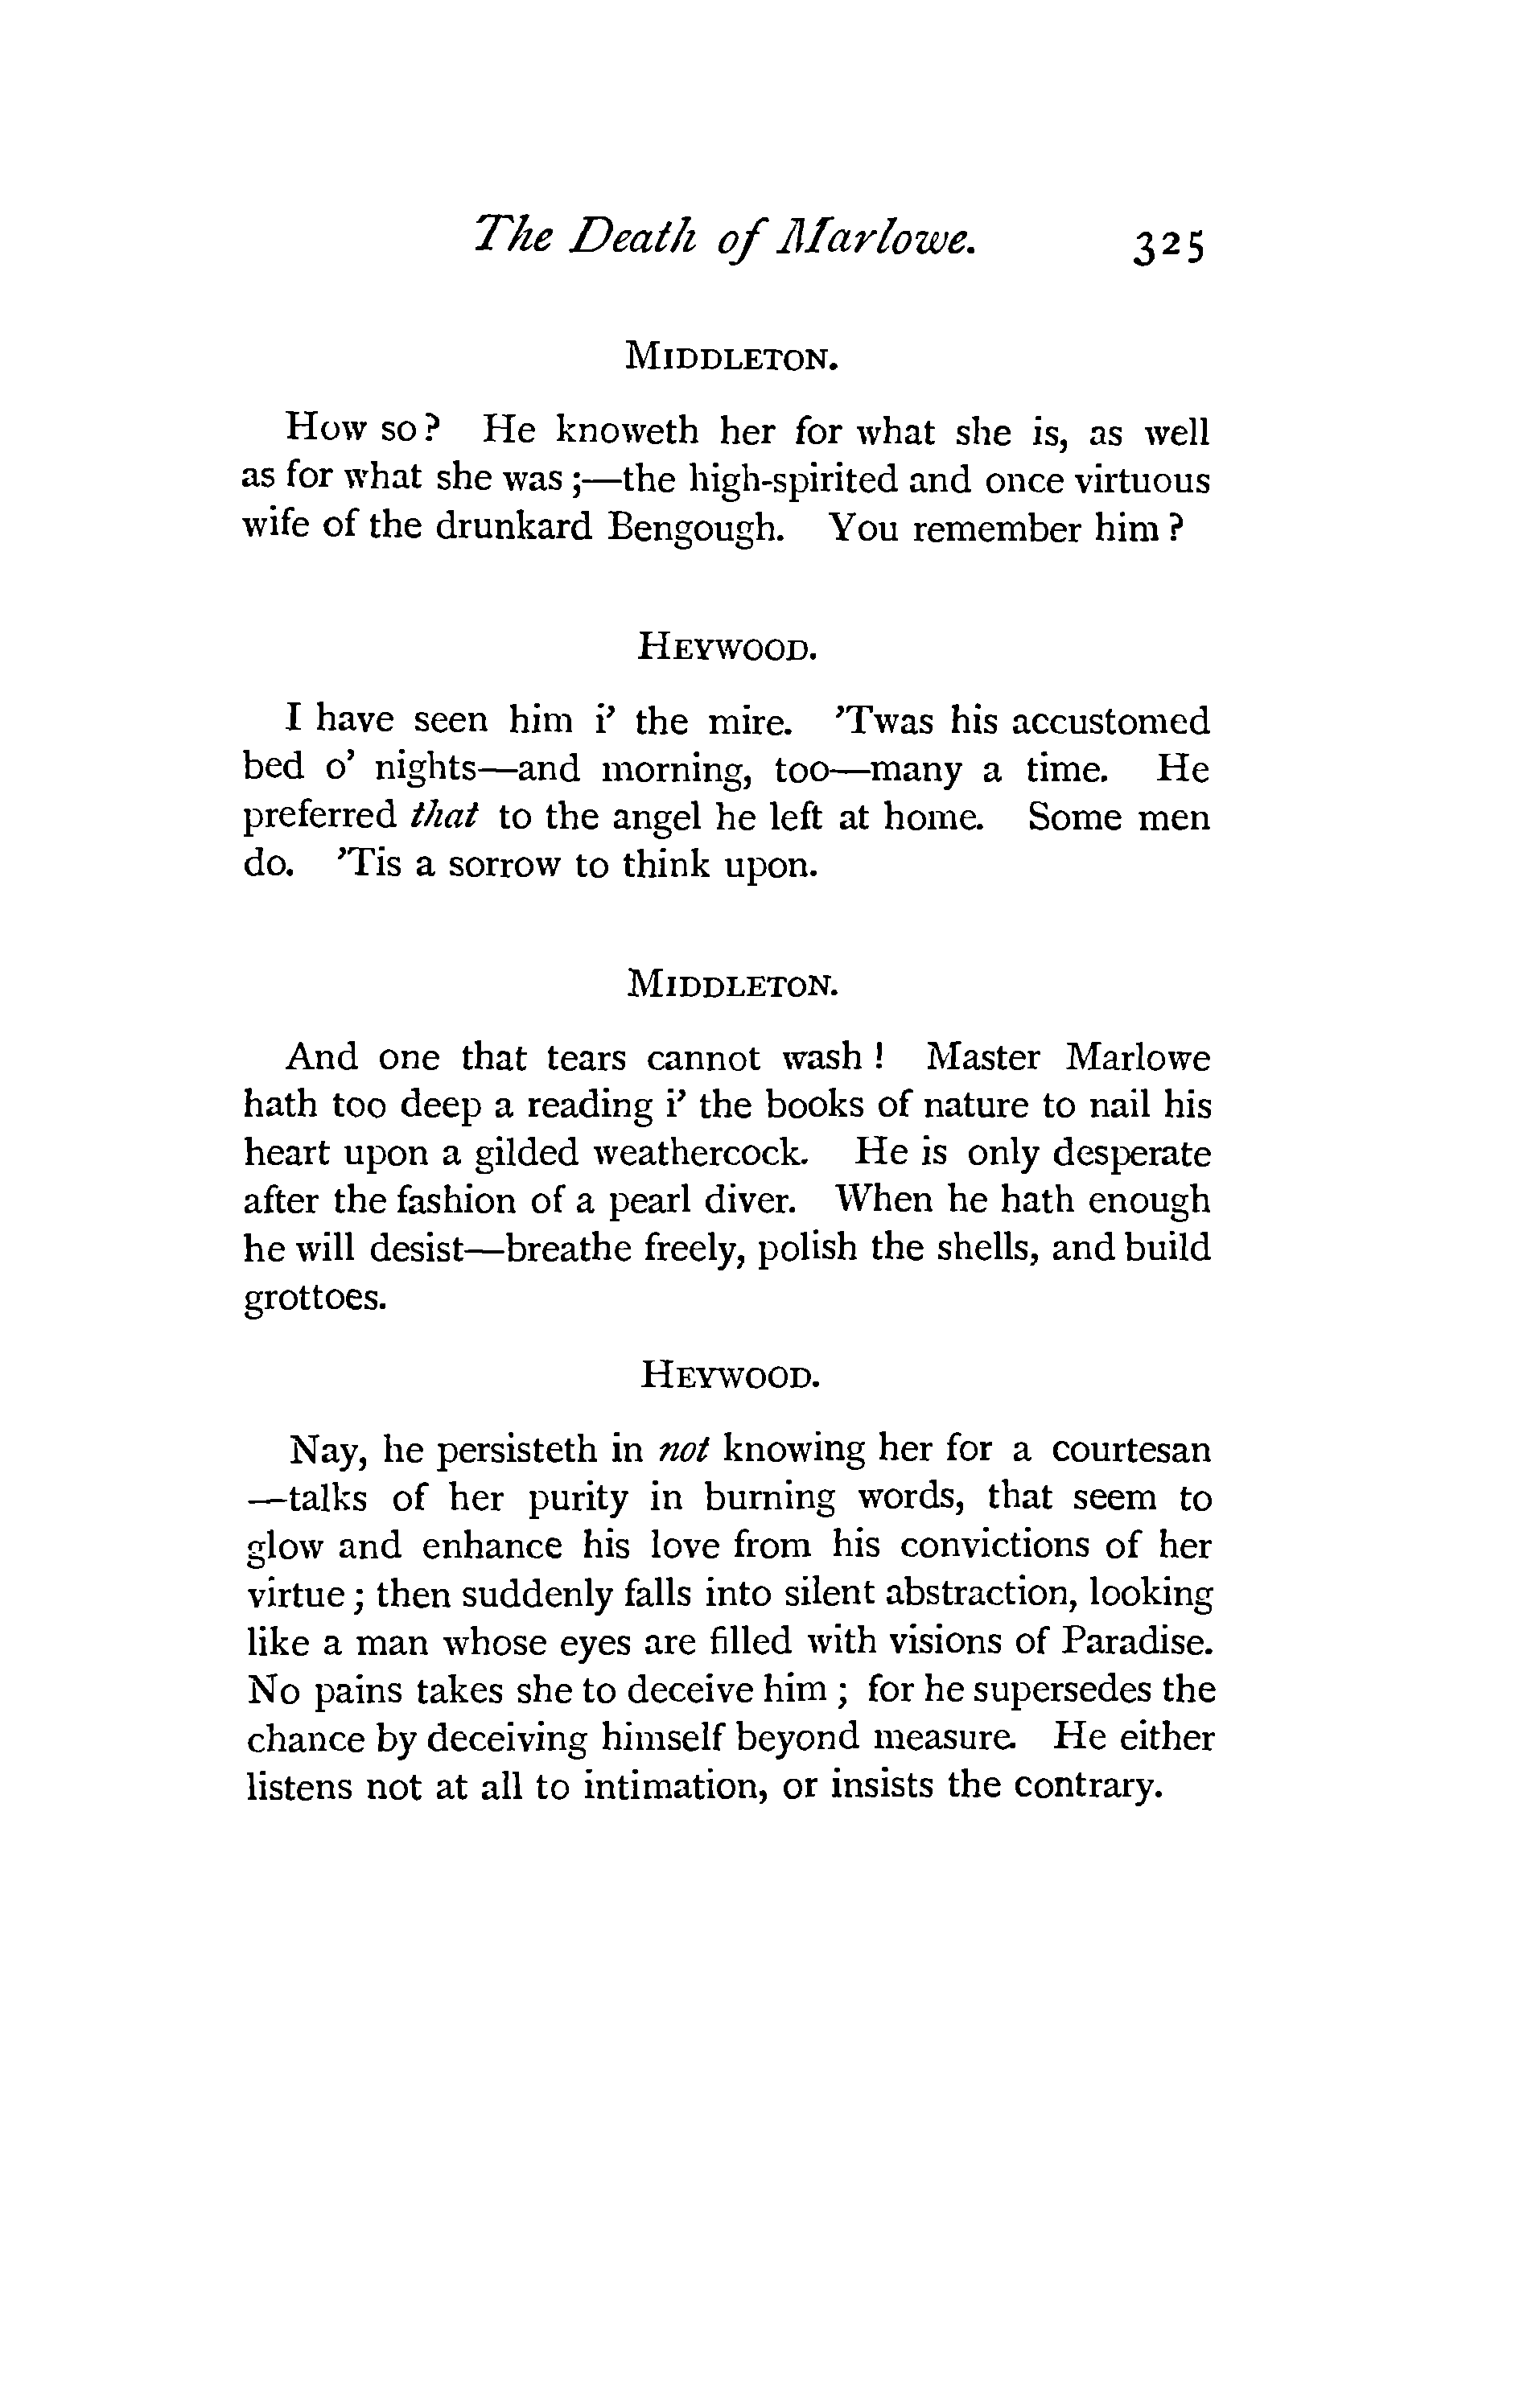 The Death of Marlowe. 325
MIDDLETON.
How so? He knoweth her for what she is, as well
as for what she was ;—the high-spirited and once virtuous
wife of the drunkard Bengough. You remember him ?
HEYWOOD.
I have seen him i’ the mire. ’Twas his accustomed
bed o’ nights—and morning, too—many a time. He
preferred that to the angel he left at home. Some men
do. ’Tis a sorrow to think upon.
MIDDLETON.
And one that tears cannot wash ! Master Marlowe
hath too deep a reading i’ the books of nature to nail his
heart upon a gilded weathercock. He is only desperate
after the fashion of a pearl diver. When he hath enough
he will desist—breathe freely, polish the shells, and build
grottoes.
HEYWOOD.
Nay, he persisteth in not knowing her for a courtesan
—talks of her purity in burning words, that seem to
glow and enhance his love from his convictions of her
virtue ; then suddenly falls into silent abstraction, looking
like a man whose eyes are filled with visions of Paradise.
No pains takes she to deceive him ; for he supersedes the
chance by deceiving himself beyond measure. He either
listens not at all to intimation, or insists the contrary.